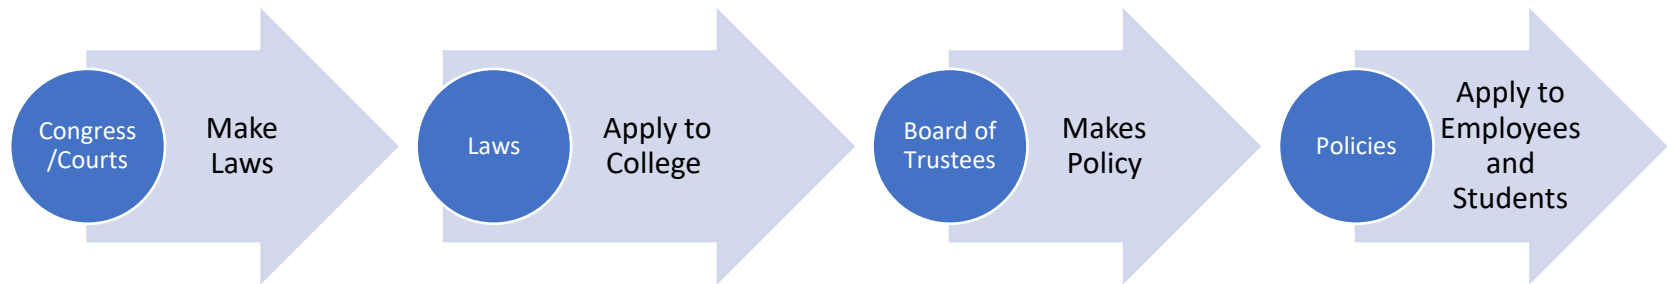 Congress
/Courts
Make
Laws
Laws
Apply to
College
Board of
Trustees
Makes
Policy
Policies
Apply to
Employees
and
Students